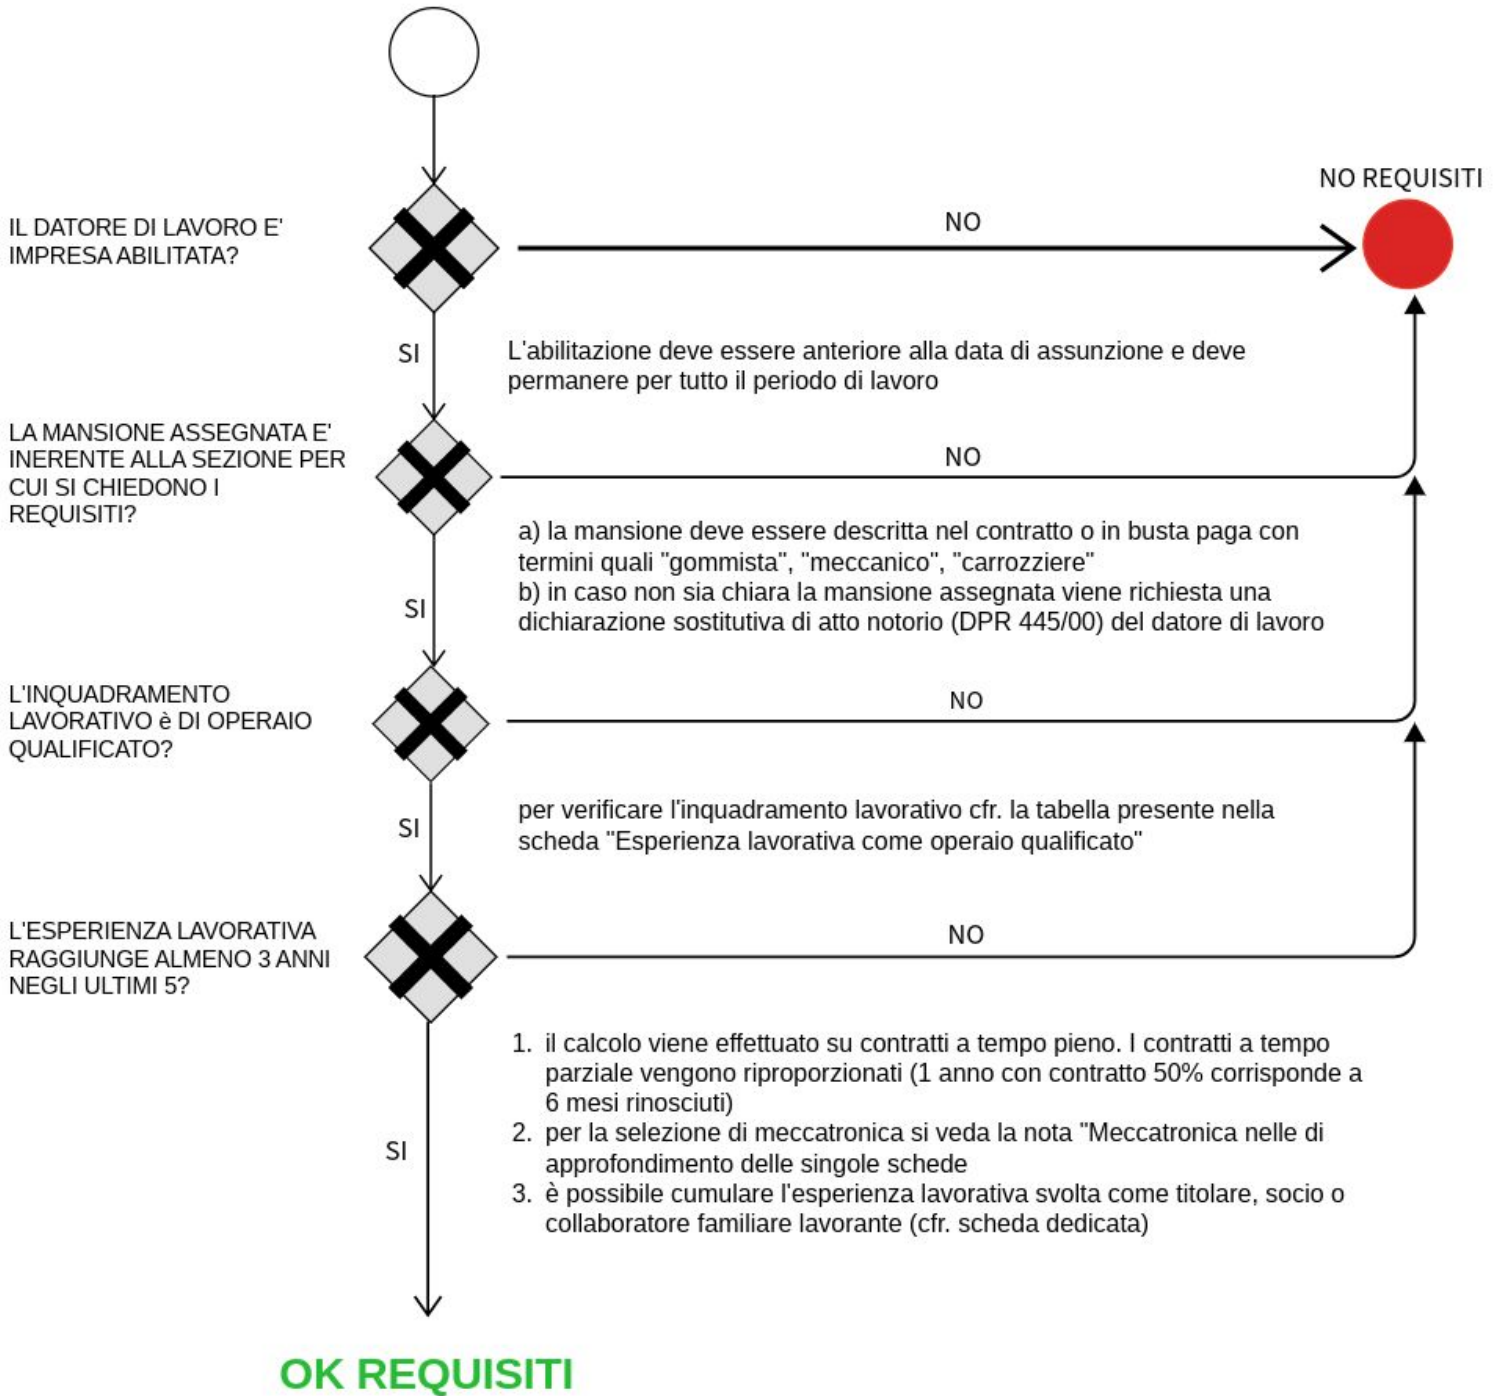 NO REQUISITI
IL DATORE DI LAVORO E'
IMPRESA ABILITATA?
NO
SI
L'abilitazione deve essere anteriore alla data di assunzione e deve
permanere per tutto il periodo di lavoro
LA MANSIONE ASSEGNATA E'
INERENTE ALLA SEZIONE PER
CUI SI CHIEDONO I
REQUISITI?
NO
SI
a) la mansione deve essere descritta nel contratto o in busta paga con
termini quali "gommista", "meccanico", "carrozziere"
b) in caso non sia chiara la mansione assegnata viene richiesta una
dichiarazione sostitutiva di atto notorio (DPR 445/00) del datore di lavoro
L'INQUADRAMENTO
LAVORATIVO è DI OPERAIO
QUALIFICATO?
NO
SI
per verificare l'inquadramento lavorativo cfr. la tabella presente nella
scheda "Esperienza lavorativa come operaio qualificato"
L'ESPERIENZA LAVORATIVA
RAGGIUNGE ALMENO 3 ANNI
NEGLI ULTIMI 5?
NO
SI
1. il calcolo viene effettuato su contratti a tempo pieno. I contratti a tempo
parziale vengono riproporzionati (1 anno con contratto 50% corrisponde a
6 mesi rinosciuti)
2. per la selezione di meccatronica si veda la nota "Meccatronica nelle di
approfondimento delle singole schede
3. è possibile cumulare l'esperienza lavorativa svolta come titolare, socio o
collaboratore familiare lavorante (cfr. scheda dedicata)
OK REQUISITI